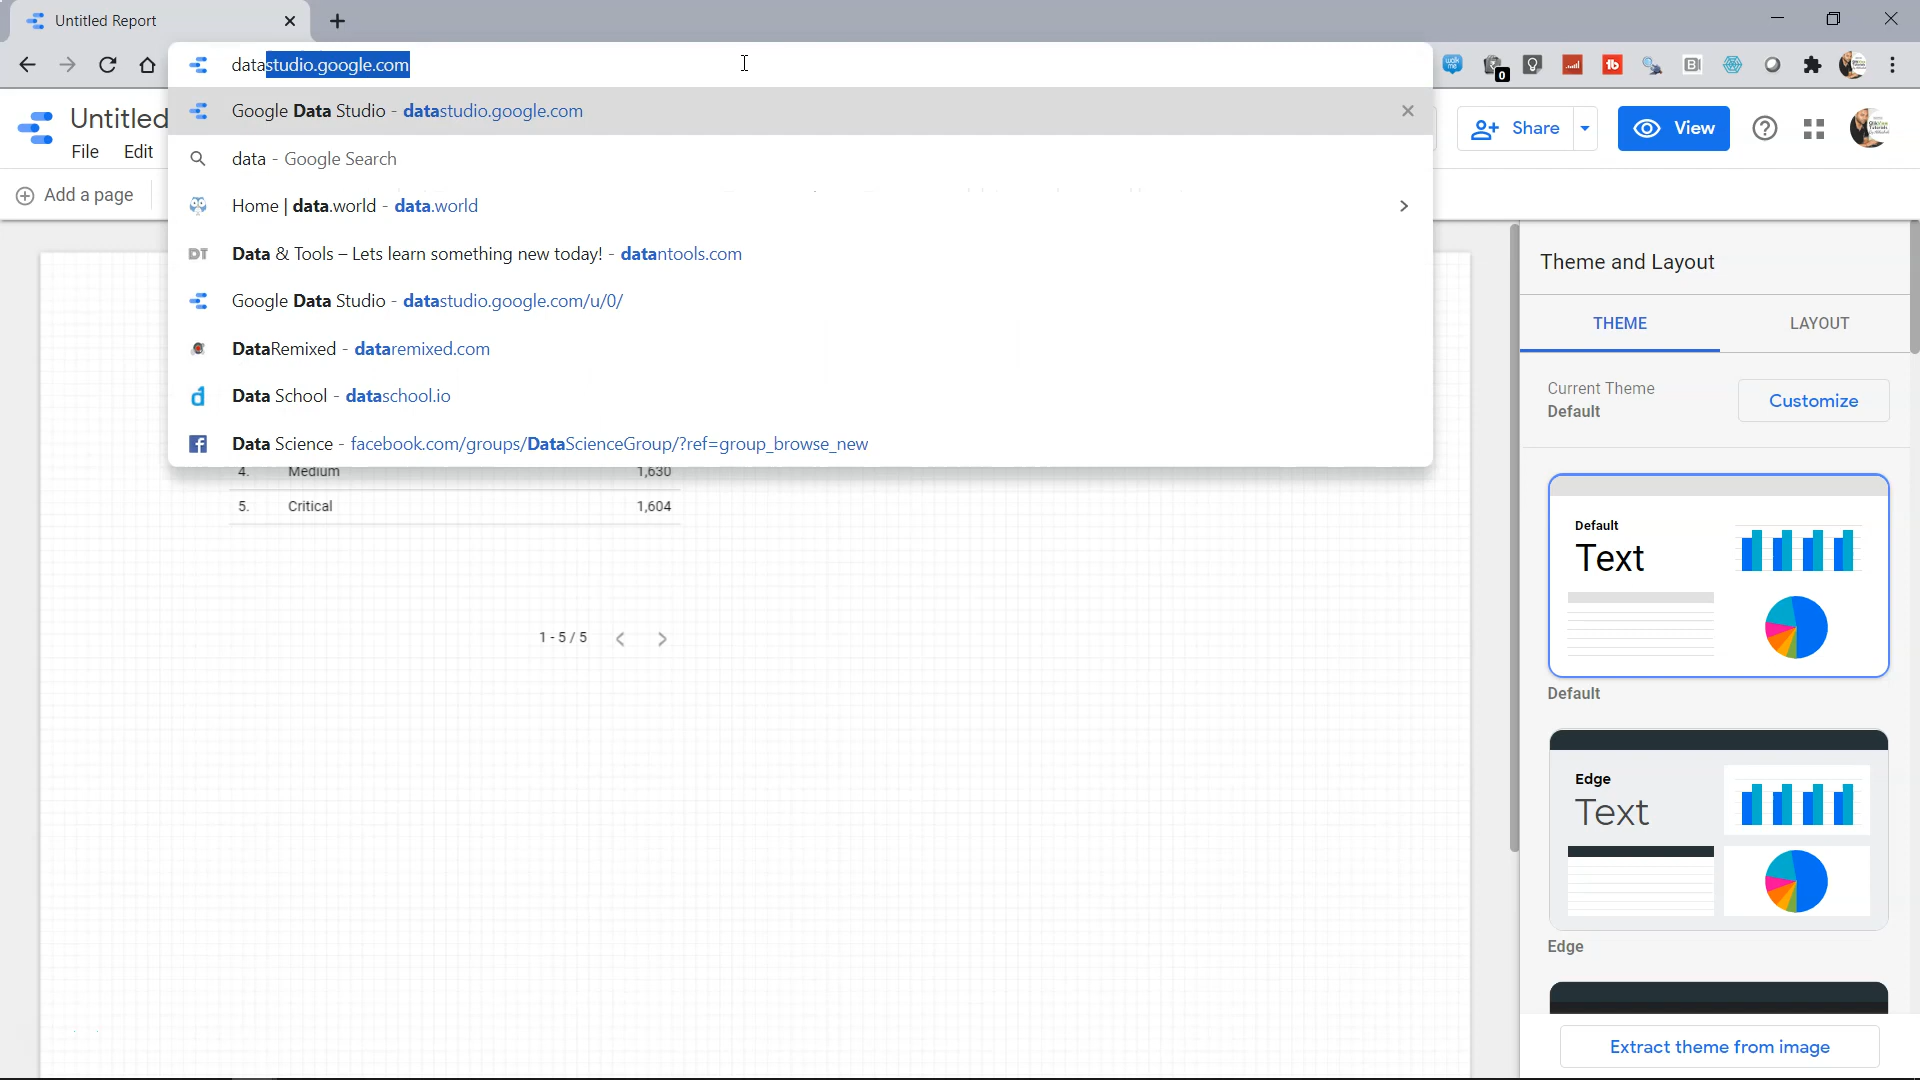 Untitled Report
datastudio.google.com
Google Data Studio - datastudio.google.com
data - Google Search
Home | data.world - data.world
Data & Tools – Lets learn something new today! - datantools.com
Google Data Studio - datastudio.google.com/u/0/
DataRemixed - dataremixed.com
Data School - dataschool.io
Data Science - facebook.com/groups/DataScienceGroup/?ref=group_browse_new
0
Untitled
File Edit
Share
View
Add a page
4. Medium 1,630
5. Critical 1,604
1 - 5 / 5
Theme and Layout
THEME LAYOUT
Current Theme
Default
Customize
Default
Text
Default
Edge
Text
Edge
Extract theme from image